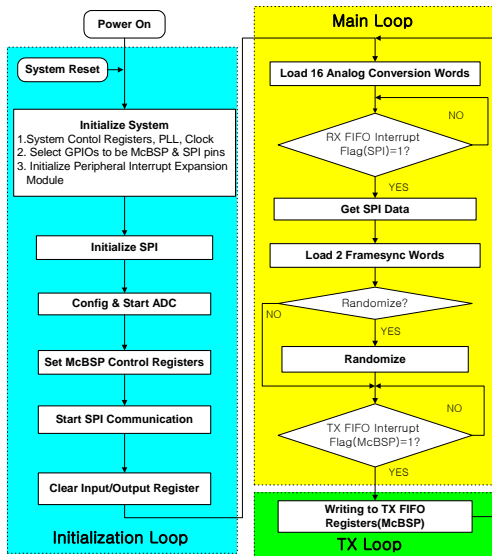 Power On
System Reset
Initialize System
1.System Contol Registers, PLL, Clock
2. Select GPIOs to be McBSP & SPI pins
3. Initialize Peripheral Interrupt Expansion
Module
Initialize SPI
Config & Start ADC
Set McBSP Control Registers
Start SPI Communication
Clear Input/Output Register
Initialization Loop
Main Loop
Load 16 Analog Conversion Words
NO
RX FIFO Interrupt
Flag(SPI)=1?
YES
Get SPI Data
Load 2 Framesync Words
Randomize?
NO
YES
Randomize
NO
TX FIFO Interrupt
Flag(McBSP)=1?
YES
Writing to TX FIFO
Registers(McBSP)
TX Loop